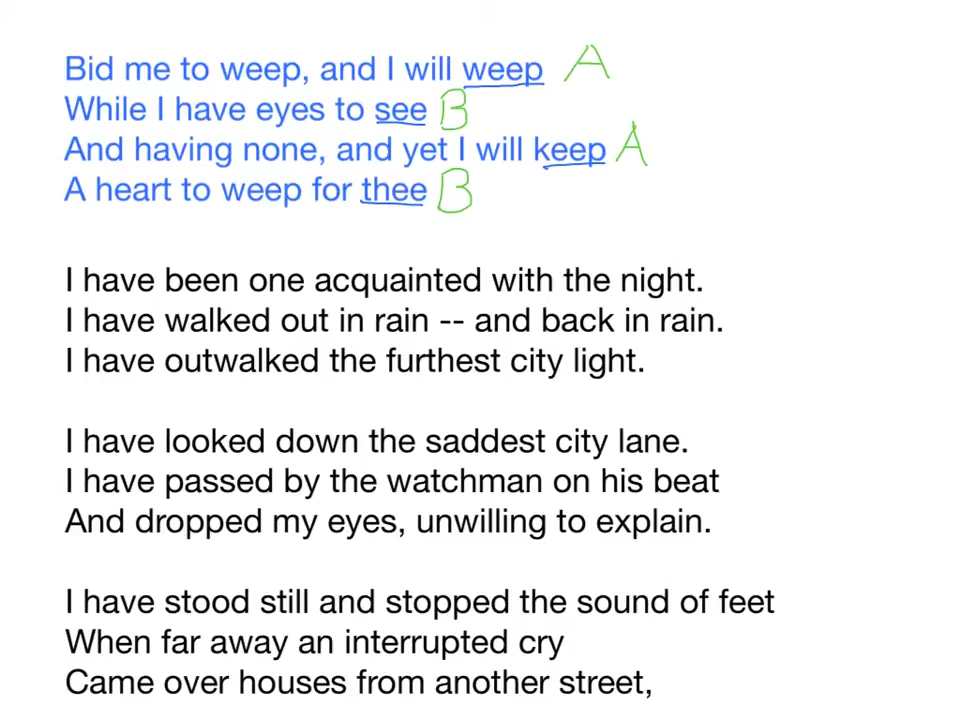 Bid me to weep, and I will weep A
While I have eyes to see B
And having none, and yet I will keep A
A heart to weep for thee B
I have been one acquainted with the night.
I have walked out in rain -- and back in rain.
I have outwalked the furthest city light.
I have looked down the saddest city lane.
I have passed by the watchman on his beat
And dropped my eyes, unwilling to explain.
I have stood still and stopped the sound of feet
When far away an interrupted cry
Came over houses from another street,